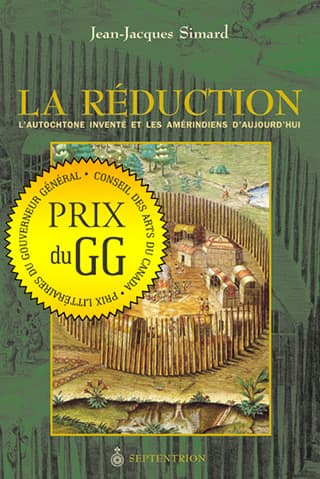 Jean-Jacques Simard
LA RÉDUCTION
L'AUTOCHTONE INVENTÉ ET LES AMÉRINDIENS D'AUJOURD'HUI
PRIX LITTÉRAIRES DU GOUVERNEUR GÉNÉRAL • CONSEIL DES ARTS DU CANADA •
PRIX
du GG
SEPTENTRION